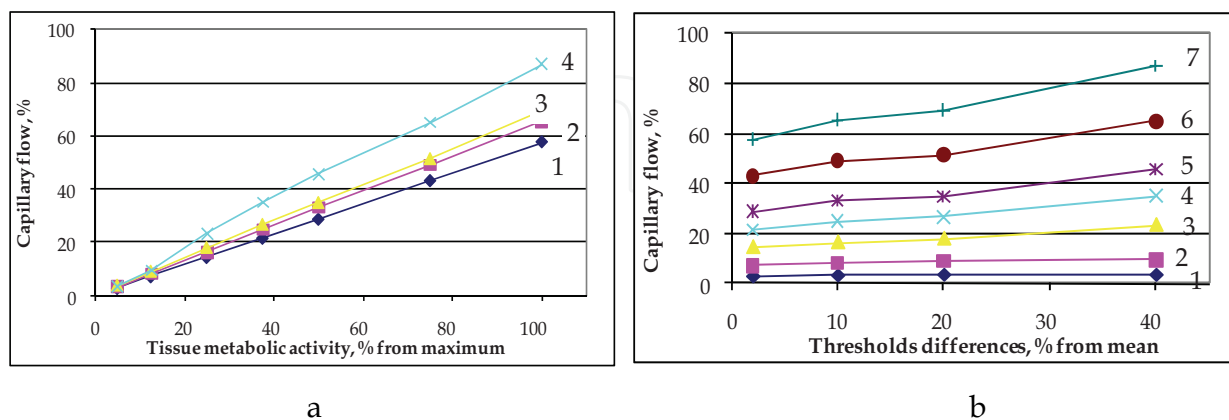 Capillary flow, %
100
80
60
40
20
0
0 20 40 60 80 100
Tissue metabolic activity, % from maximum
4
3
2
1
a
Capillary flow, %
100
80
60
40
20
0
0 10 20 30 40
Thresholds differences, % from mean
7
6
5
4
3
2
1
b